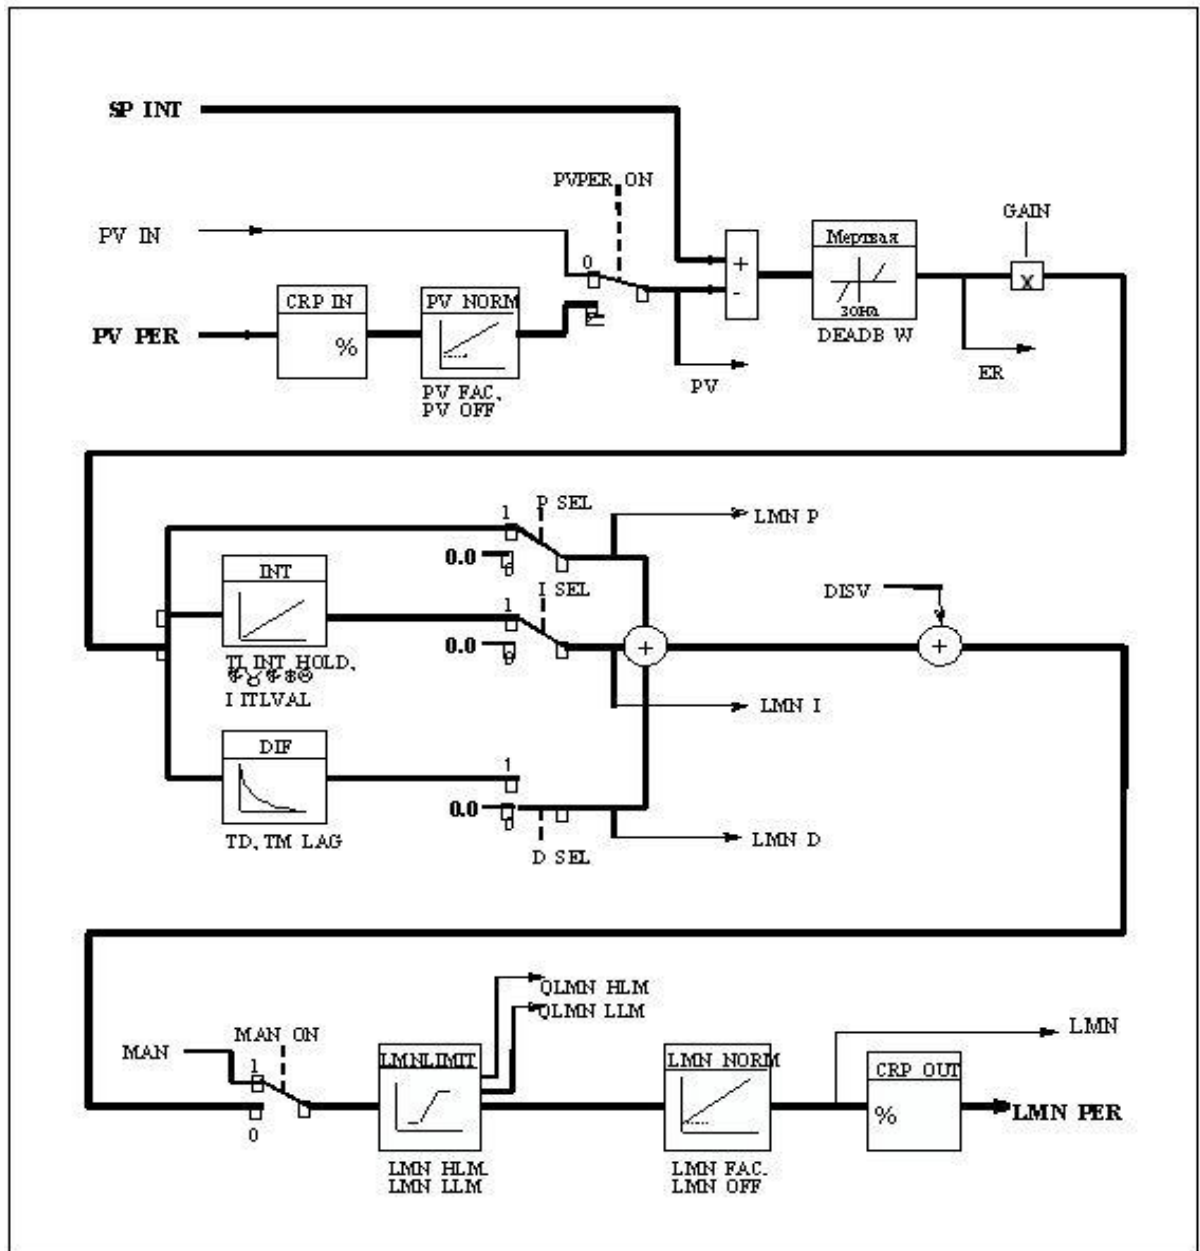 SP INT
PVPER ON
GAIN
PV IN
Мертвая
0
+
-
X
CRP IN
PV NORM
PV PER
%
зона
DEADB W
ER
PV
PV FAC,
PV OFF
P SEL
1
LMN P
0.0
0
INT
I SEL
DISV
1
0.0
0
+
+
TI, INT HOLD,
I ITLVAL
LMN I
DIF
1
0.0
0
LMN D
TD, TM LAG
D SEL
QLMN HLM
QLMN LLM
MAN ON
LMN
MAN
1
LMNLIMIT
LMN NORM
CRP OUT
%
LMN PER
0
LMN HLM,
LMN LLM
LMN FAC,
LMN OFF